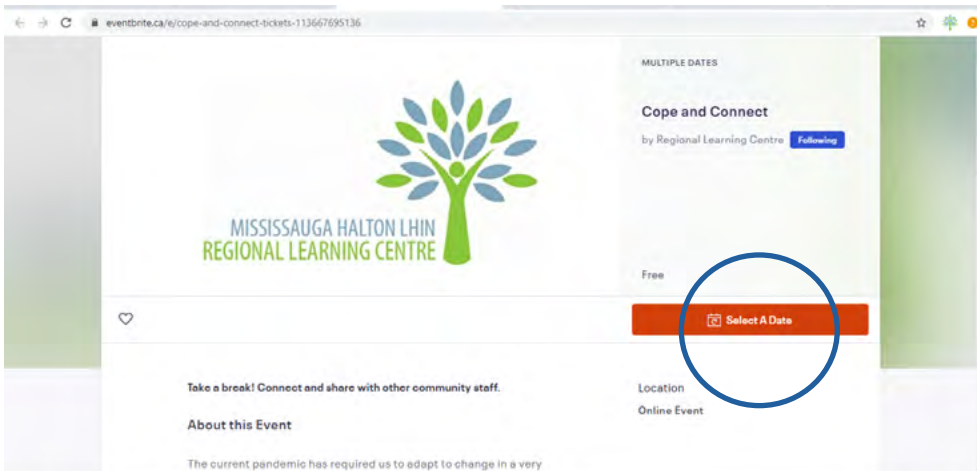 eventbrite.ca/e/cope-and-connect-tickets-113667695136
MULTIPLE DATES
Cope and Connect
by Regional Learning Centre Following
MISSISSAUGA HALTON LHIN
REGIONAL LEARNING CENTRE
Free
Select A Date
Take a break! Connect and share with other community staff.
Location
Online Event
About this Event
The current pandemic has required us to adapt to change in a very